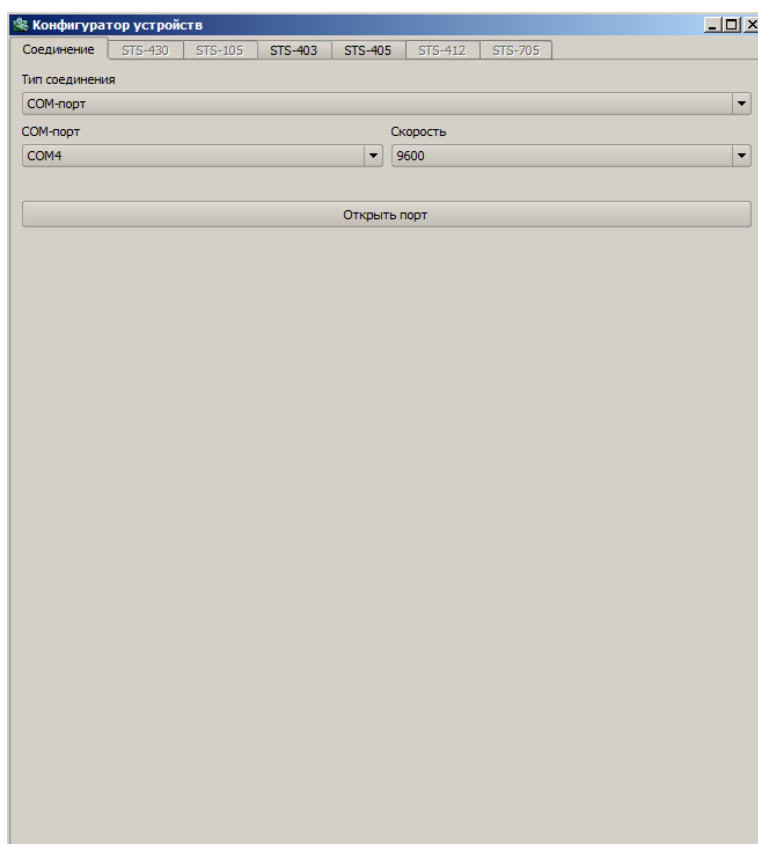 Конфигуратор устройств
Соединение STS-430 STS-105 STS-403 STS-405 STS-412 STS-705
Тип соединения
COM-порт
COM-порт Скорость
COM4 9600
Открыть порт